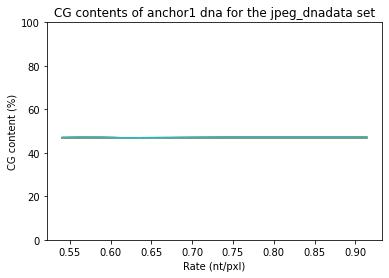 CG contents of anchor1 dna for the jpeg_dnadata set
100
80
60
40
20
0
CG content (%)
0.55 0.60 0.65 0.70 0.75 0.80 0.85 0.90
Rate (nt/pxl)